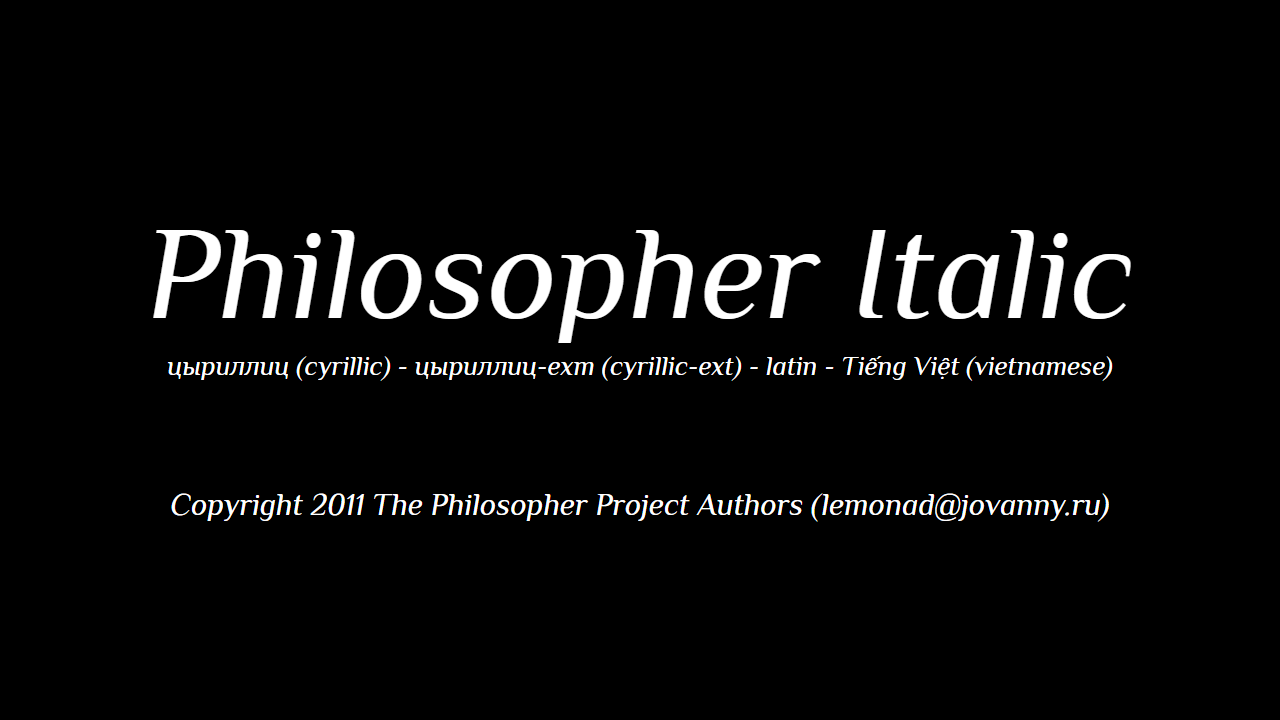 Philosopher Italic
цыриллиц (cyrillic) - цыриллиц-ехт (cyrillic-ext) - latin - Tiếng Việt (vietnamese)
Copyright 2011 The Philosopher Project Authors (lemonad@jovanny.ru)